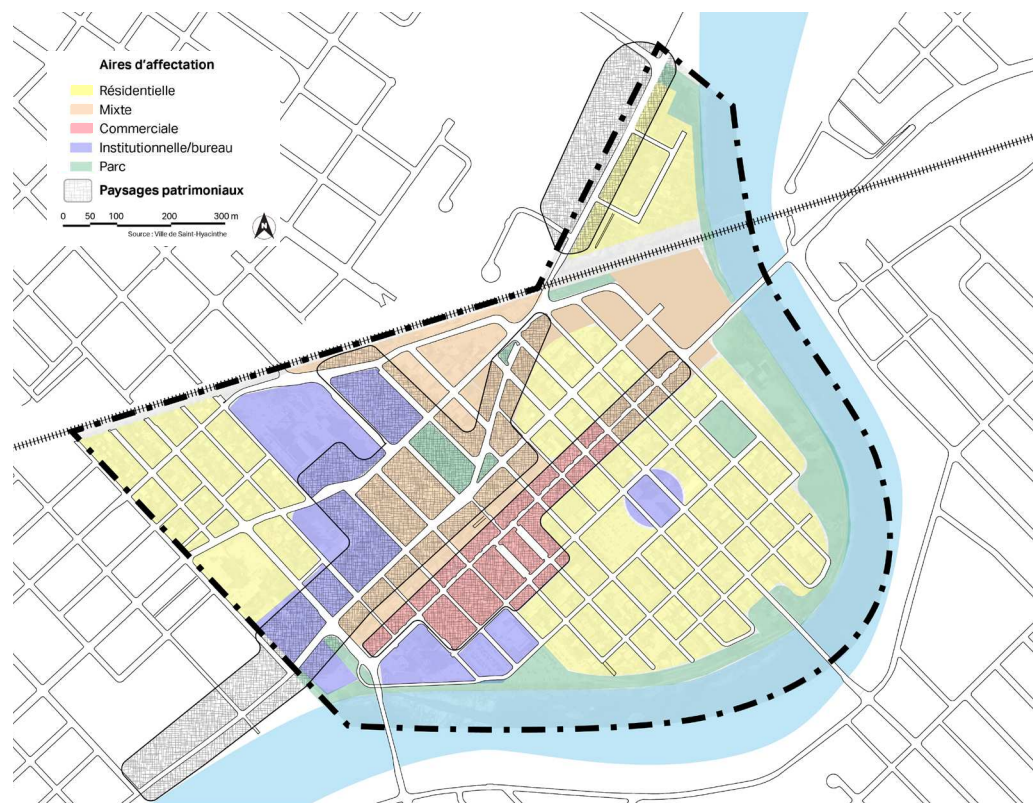 Aires d'affectation
Résidentielle
Mixte
Commerciale
Institutionnelle/bureau
Parc
Paysages patrimoniaux
0 50 100 200 300 m
Source : Ville de Saint-Hyacinthe